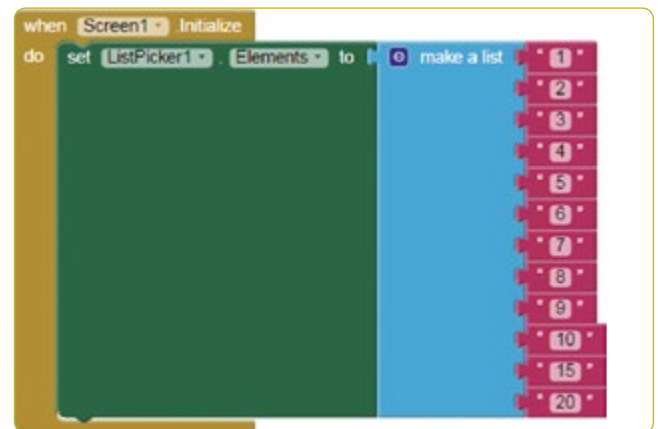 when Screen1 .Initialize
do set ListPicker1 . Elements to make a list " 1 "
" 2 "
" 3 "
" 4 "
" 5 "
" 6 "
" 7 "
" 8 "
" 9 "
" 10 "
" 15 "
" 20 "